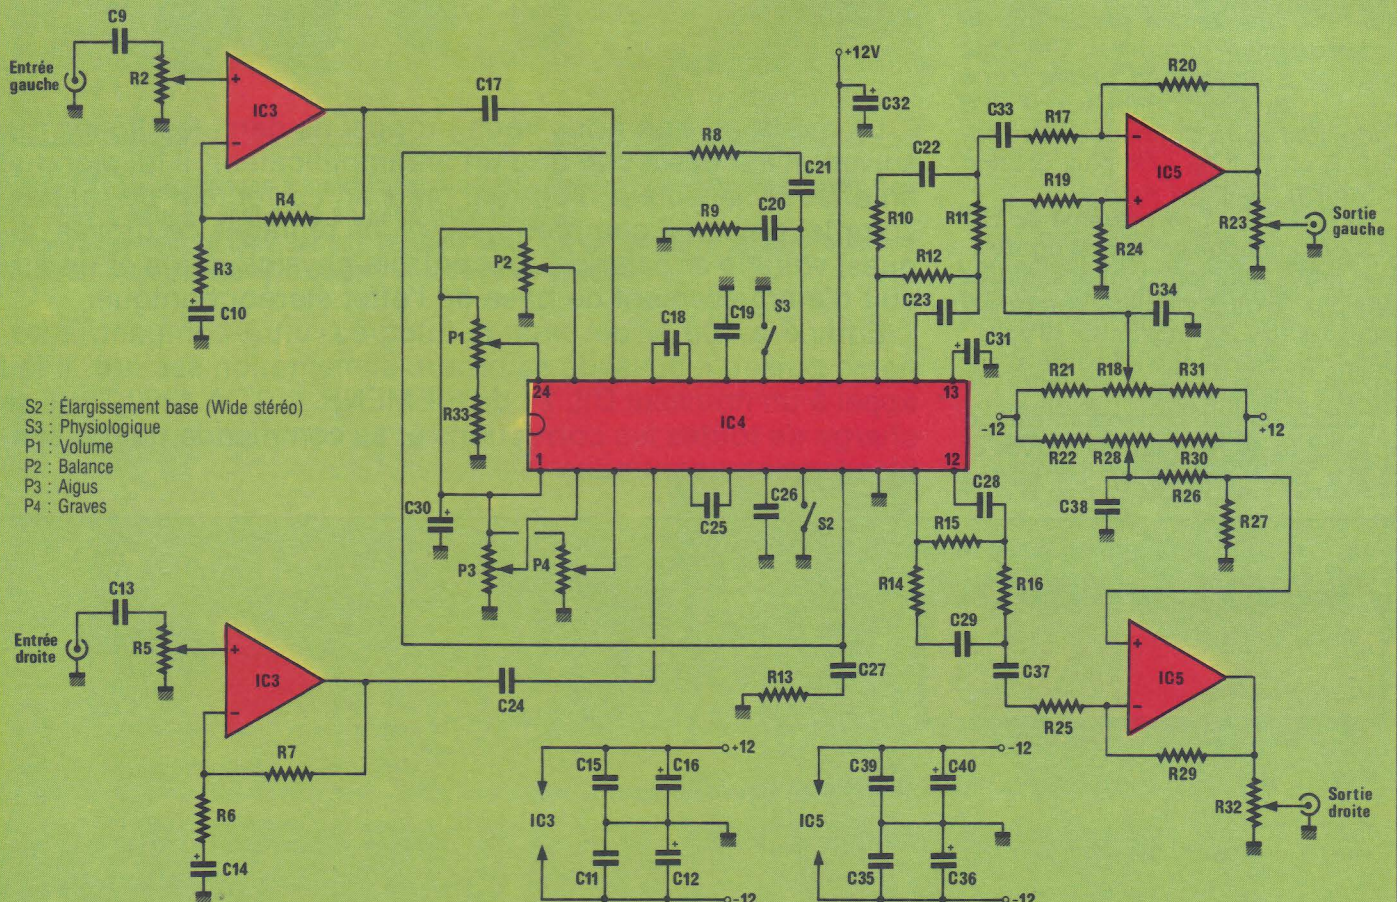 C9
Entrée
gauche
R2
+
−
IC3
C17
R4
R3
+
C10
R8
C21
R9
C20
+12V
+
C32
C22
C33
R17
R20
−
+
IC5
R10
R11
R19
R24
R23
Sortie
gauche
R12
C23
C34
P2
P1
R33
C18
C19
S3
+
C31
R21
R18
R31
-12
+12
R22
R28
R30
R26
C38
R27
24
13
IC4
1
12
S2 : Élargissement base (Wide stéréo)
S3 : Physiologique
P1 : Volume
P2 : Balance
P3 : Aigus
P4 : Graves
C30
+
P3
P4
C25
C26
S2
C28
R15
R14
R16
C29
C27
R13
C37
R25
C13
Entrée
droite
R5
+
−
IC3
C24
R7
R6
+
C14
+
−
IC5
R29
R32
Sortie
droite
+12
C15
+
C16
IC3
C11
+
C12
-12
-12
C39
+
C40
IC5
C35
+
C36
-12